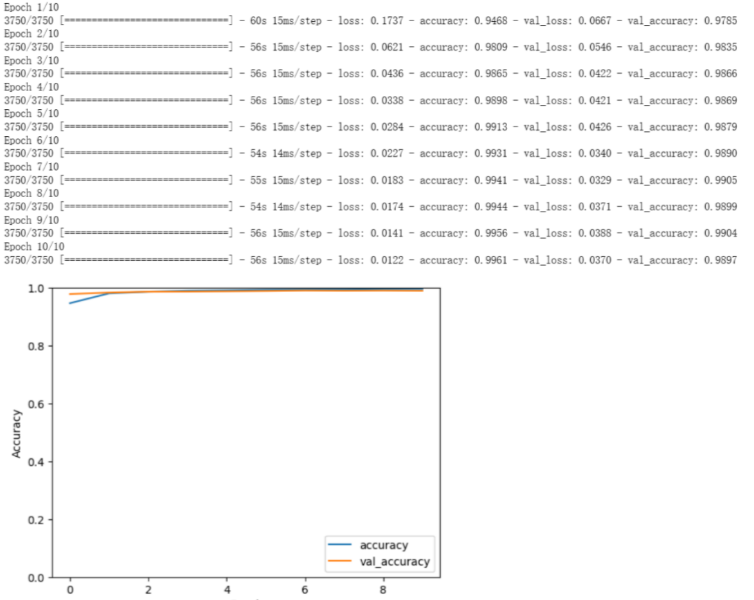 Epoch 1/10
3750/3750 [==============================] - 60s 15ms/step - loss: 0.1737 - accuracy: 0.9468 - val_loss: 0.0667 - val_accuracy: 0.9785
Epoch 2/10
3750/3750 [==============================] - 56s 15ms/step - loss: 0.0621 - accuracy: 0.9809 - val_loss: 0.0546 - val_accuracy: 0.9835
Epoch 3/10
3750/3750 [==============================] - 56s 15ms/step - loss: 0.0436 - accuracy: 0.9865 - val_loss: 0.0422 - val_accuracy: 0.9866
Epoch 4/10
3750/3750 [==============================] - 56s 15ms/step - loss: 0.0338 - accuracy: 0.9898 - val_loss: 0.0421 - val_accuracy: 0.9869
Epoch 5/10
3750/3750 [==============================] - 56s 15ms/step - loss: 0.0284 - accuracy: 0.9913 - val_loss: 0.0426 - val_accuracy: 0.9879
Epoch 6/10
3750/3750 [==============================] - 54s 14ms/step - loss: 0.0227 - accuracy: 0.9931 - val_loss: 0.0340 - val_accuracy: 0.9890
Epoch 7/10
3750/3750 [==============================] - 55s 15ms/step - loss: 0.0183 - accuracy: 0.9941 - val_loss: 0.0329 - val_accuracy: 0.9905
Epoch 8/10
3750/3750 [==============================] - 54s 14ms/step - loss: 0.0174 - accuracy: 0.9944 - val_loss: 0.0371 - val_accuracy: 0.9899
Epoch 9/10
3750/3750 [==============================] - 56s 15ms/step - loss: 0.0141 - accuracy: 0.9956 - val_loss: 0.0388 - val_accuracy: 0.9904
Epoch 10/10
3750/3750 [==============================] - 56s 15ms/step - loss: 0.0122 - accuracy: 0.9961 - val_loss: 0.0370 - val_accuracy: 0.9897
1.0
0.8
0.6
0.4
0.2
0.0
Accuracy
accuracy
val_accuracy
0 2 4 6 8